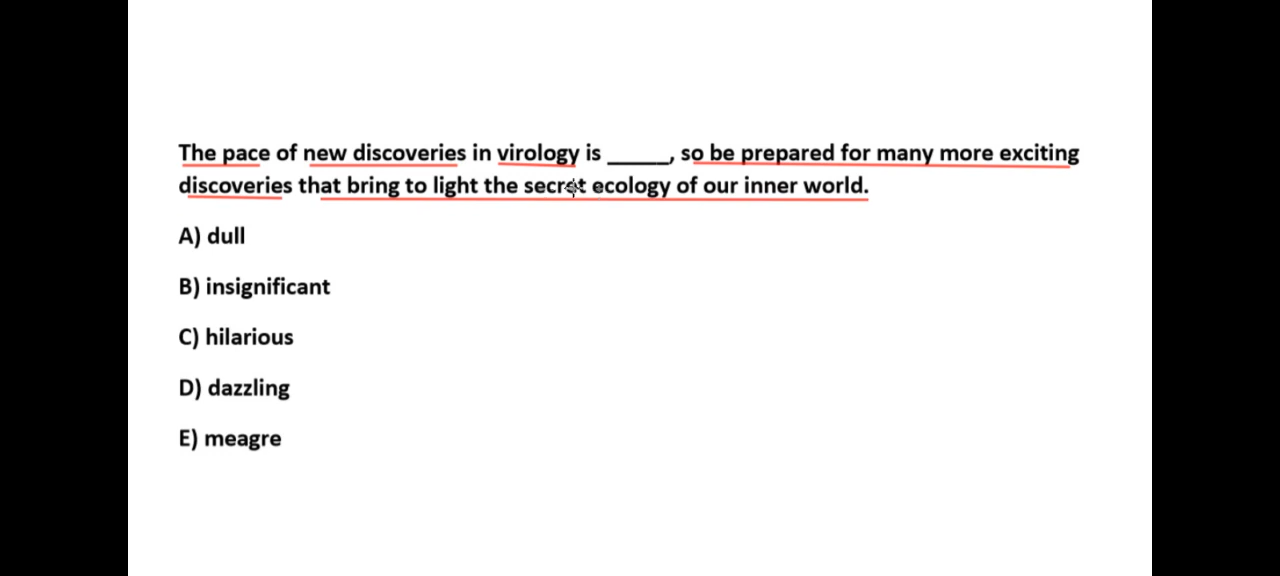 The pace of new discoveries in virology is _____, so be prepared for many more exciting
discoveries that bring to light the secret ecology of our inner world.
A) dull
B) insignificant
C) hilarious
D) dazzling
E) meagre